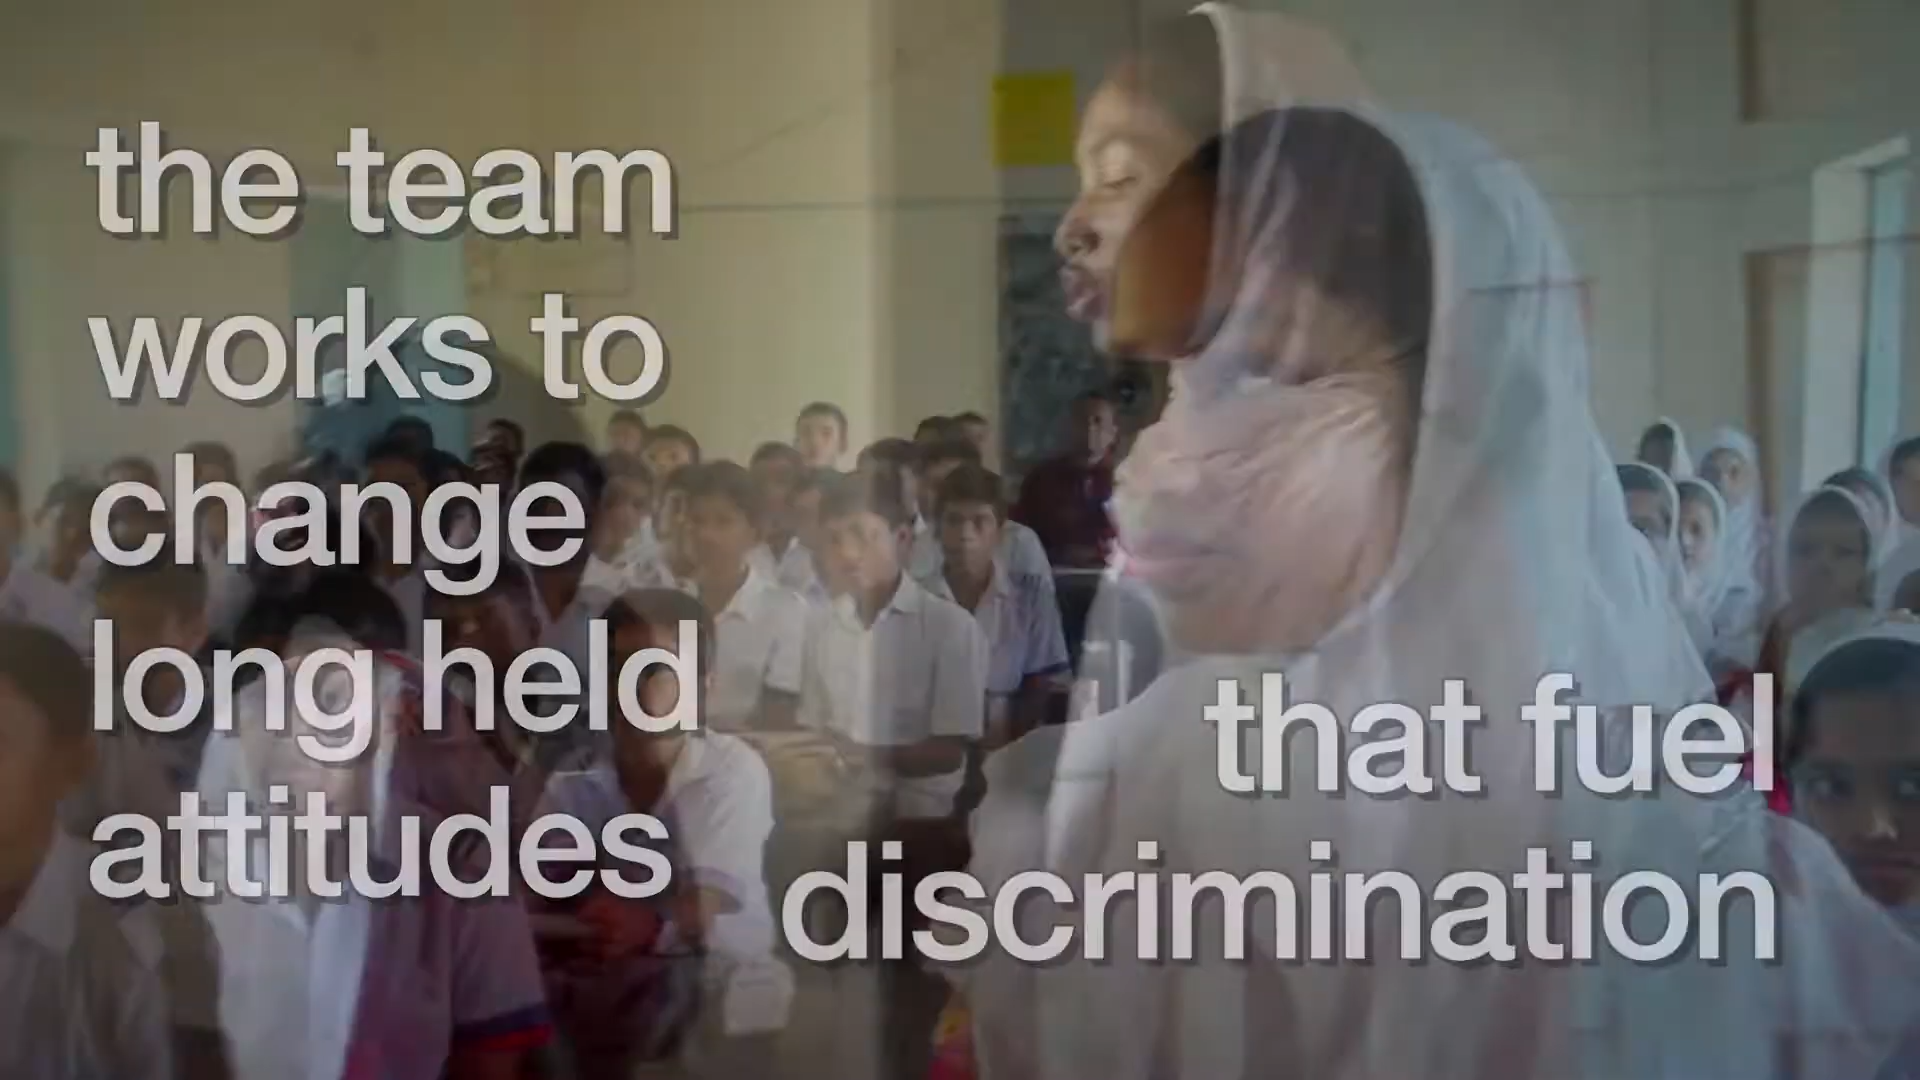 the team
works to
change
long held
attitudes
that fuel
discrimination